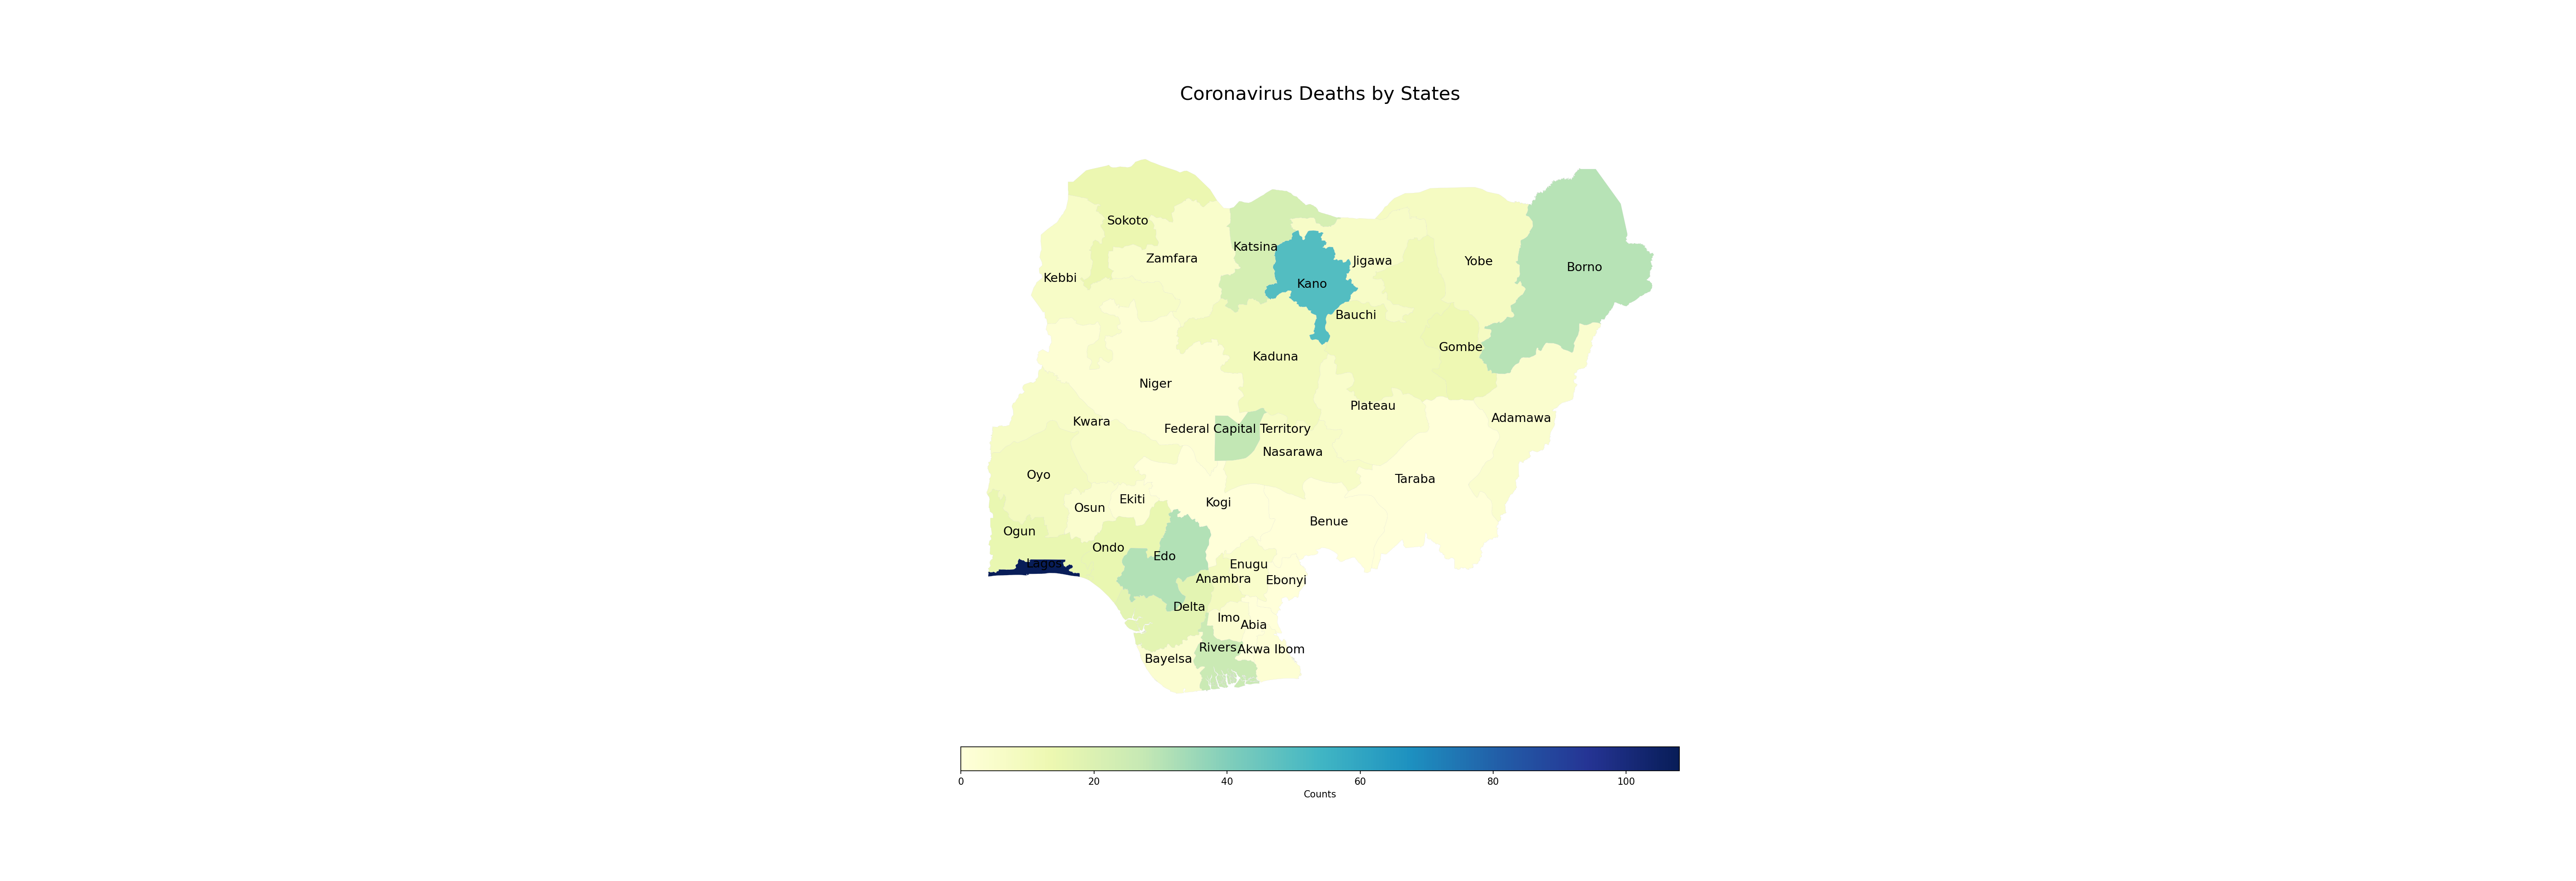 Coronavirus Deaths by States
Sokoto
Katsina
Zamfara
Jigawa
Yobe
Borno
Kebbi
Kano
Bauchi
Gombe
Kaduna
Niger
Plateau
Adamawa
Kwara
Federal Capital Territory
Nasarawa
Oyo
Taraba
Ekiti
Kogi
Osun
Benue
Ogun
Ondo
Edo
Lagos
Enugu
Anambra
Ebonyi
Delta
Imo
Abia
Rivers
Akwa Ibom
Bayelsa
0 20 40 60 80 100
Counts